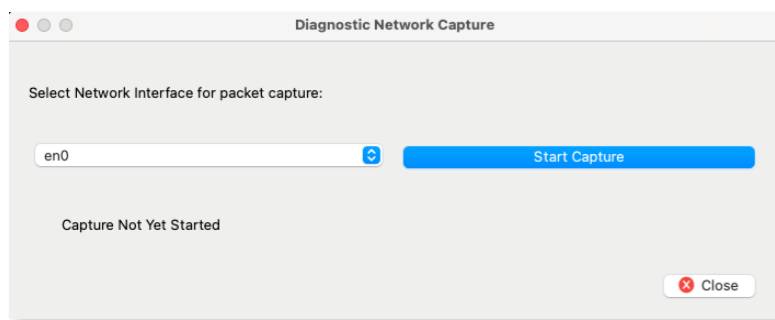 Diagnostic Network Capture
Select Network Interface for packet capture:
en0
Start Capture
Capture Not Yet Started
Close